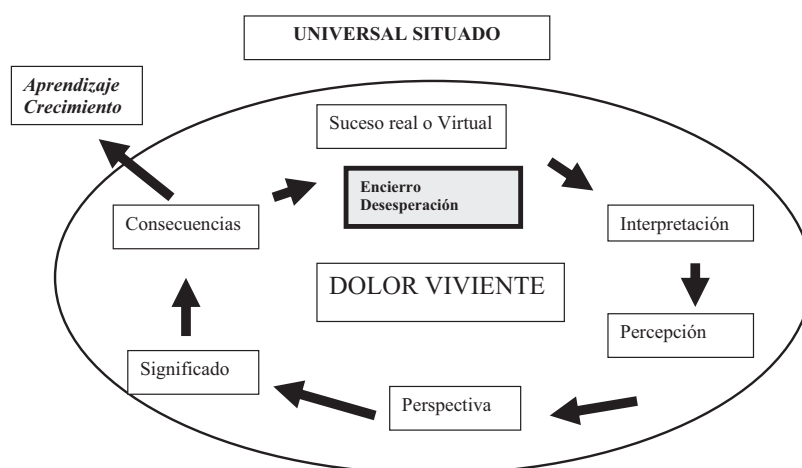 UNIVERSAL SITUADO
Aprendizaje
Crecimiento
Suceso real o Virtual
Encierro
Desesperación
Consecuencias
Interpretación
DOLOR VIVIENTE
Percepción
Significado
Perspectiva